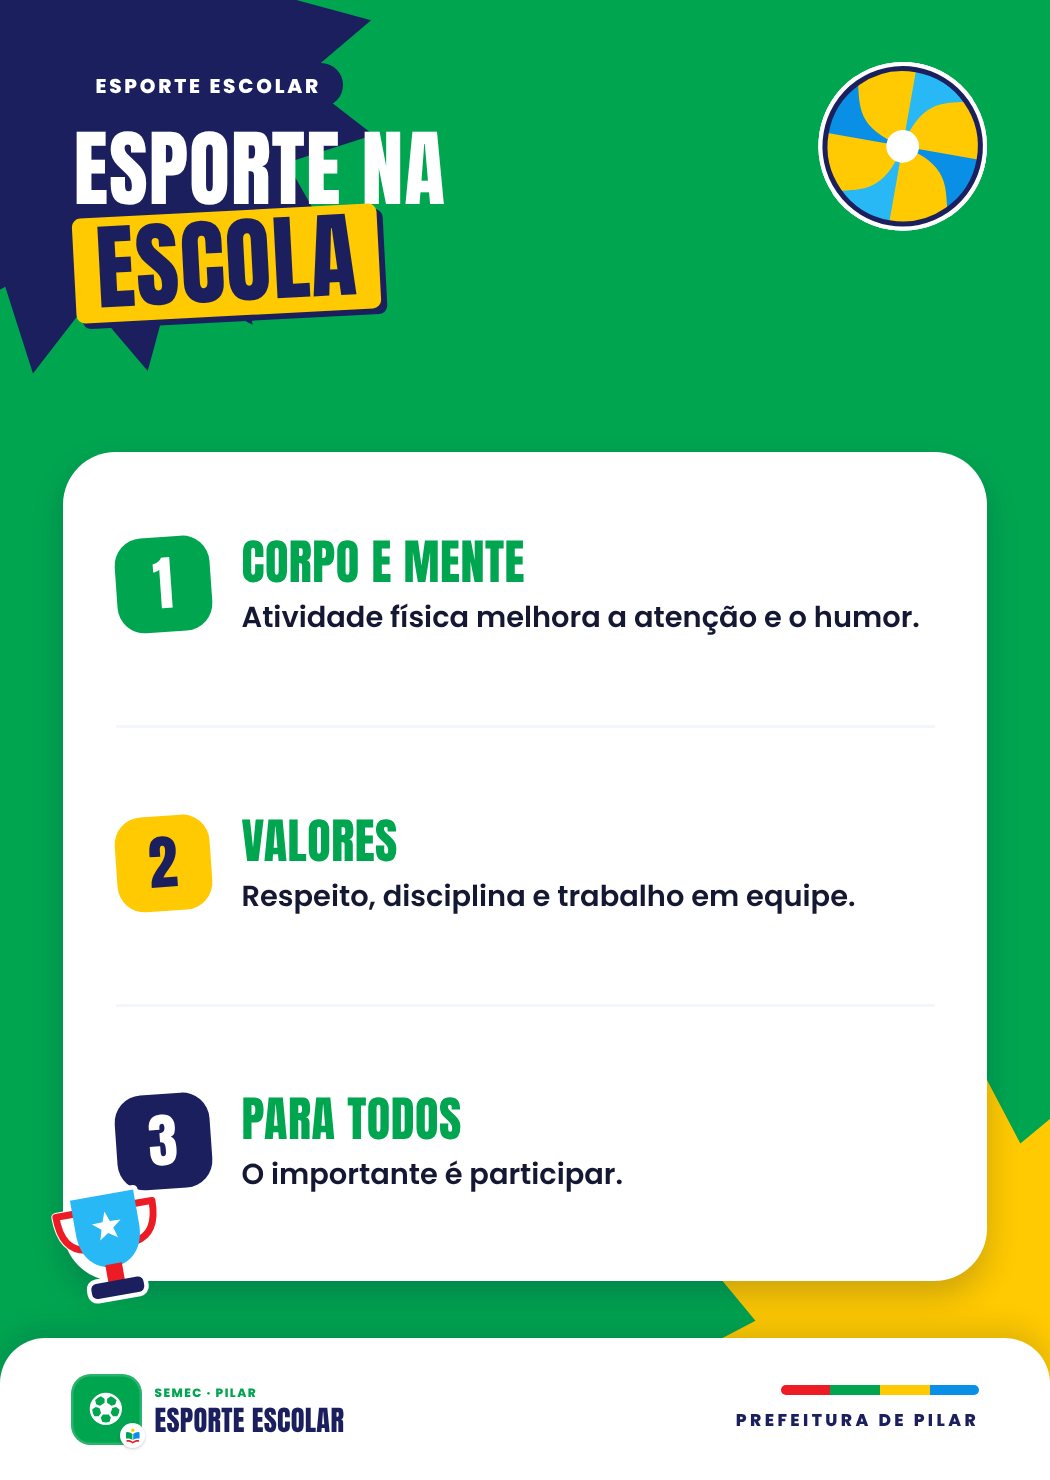 ESPORTE ESCOLAR
ESPORTE NA
ESCOLA
1
CORPO E MENTE
Atividade física melhora a atenção e o humor.
2
VALORES
Respeito, disciplina e trabalho em equipe.
3
PARA TODOS
O importante é participar.
SEMEC · PILAR
ESPORTE ESCOLAR
PREFEITURA DE PILAR